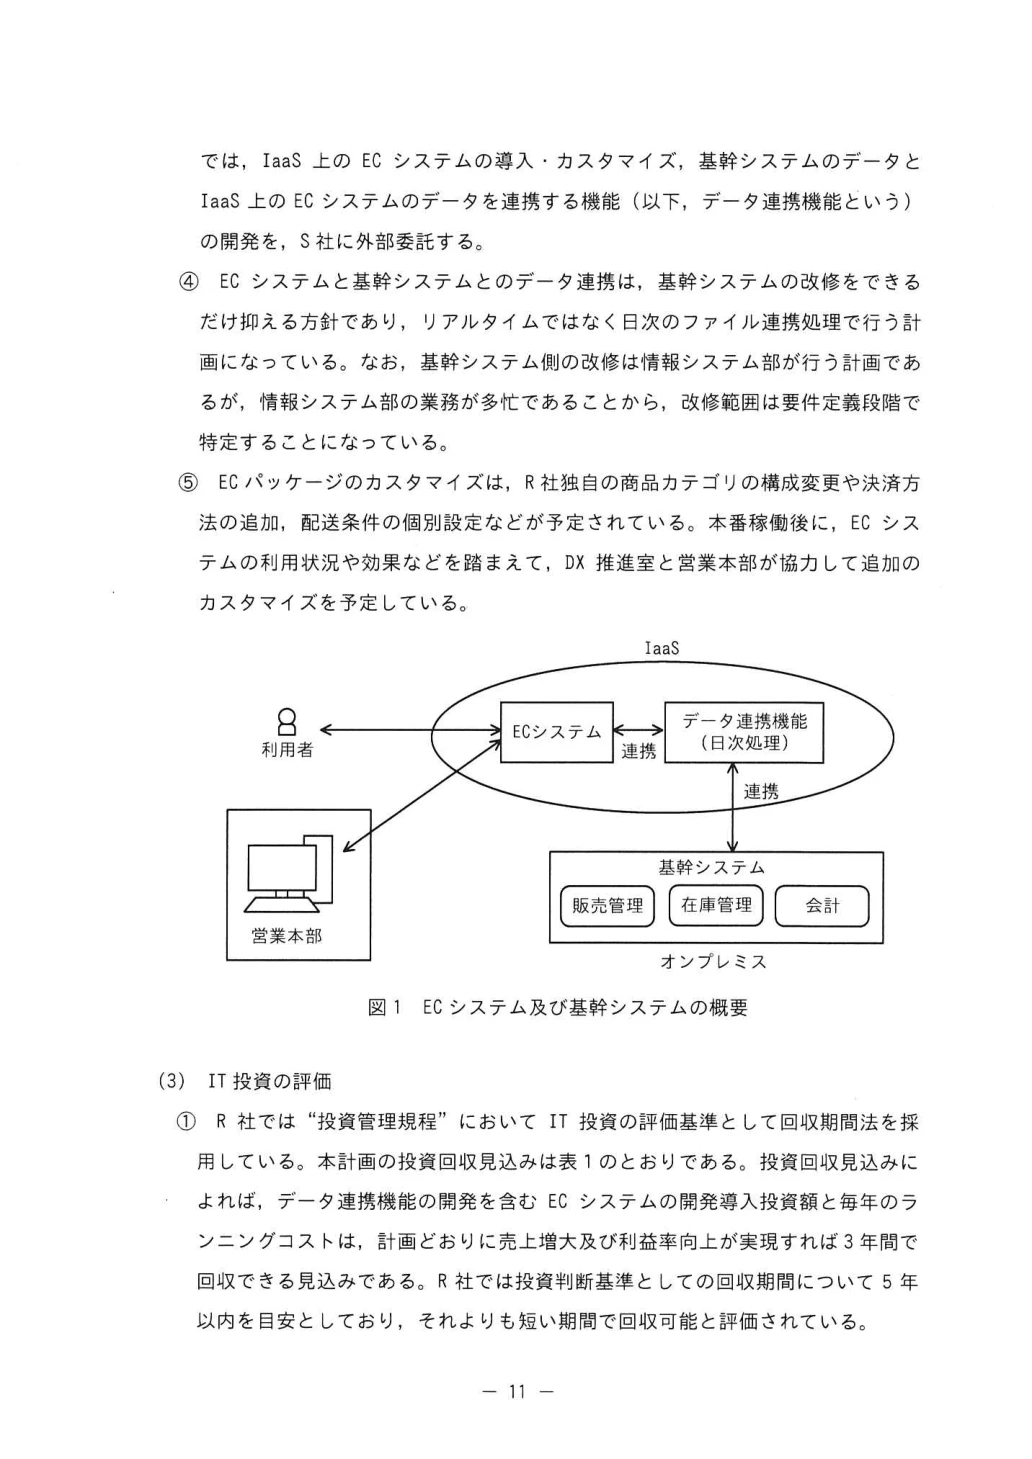 では，IaaS 上の EC システムの導入・カスタマイズ，基幹システムのデータと
IaaS 上の EC システムのデータを連携する機能（以下，データ連携機能という）
の開発を，S 社に外部委託する。
④ EC システムと基幹システムとのデータ連携は，基幹システムの改修をできる
だけ抑える方針であり，リアルタイムではなく日次のファイル連携処理で行う計
画になっている。なお，基幹システム側の改修は情報システム部が行う計画であ
るが，情報システム部の業務が多忙であることから，改修範囲は要件定義段階で
特定することになっている。
⑤ EC パッケージのカスタマイズは，R 社独自の商品カテゴリの構成変更や決済方
法の追加，配送条件の個別設定などが予定されている。本番稼働後に，EC シス
テムの利用状況や効果などを踏まえて，DX 推進室と営業本部が協力して追加の
カスタマイズを予定している。
IaaS
利用者
ECシステム
連携
データ連携機能
（日次処理）
連携
営業本部
基幹システム
販売管理
在庫管理
会計
オンプレミス
図1 EC システム及び基幹システムの概要
(3) IT 投資の評価
① R 社では“投資管理規程”において IT 投資の評価基準として回収期間法を採
用している。本計画の投資回収見込みは表1のとおりである。投資回収見込みに
よれば，データ連携機能の開発を含む EC システムの開発導入投資額と毎年のラ
ンニングコストは，計画どおりに売上増大及び利益率向上が実現すれば3年間で
回収できる見込みである。R 社では投資判断基準としての回収期間について 5 年
以内を目安としており，それよりも短い期間で回収可能と評価されている。
－ 11 －